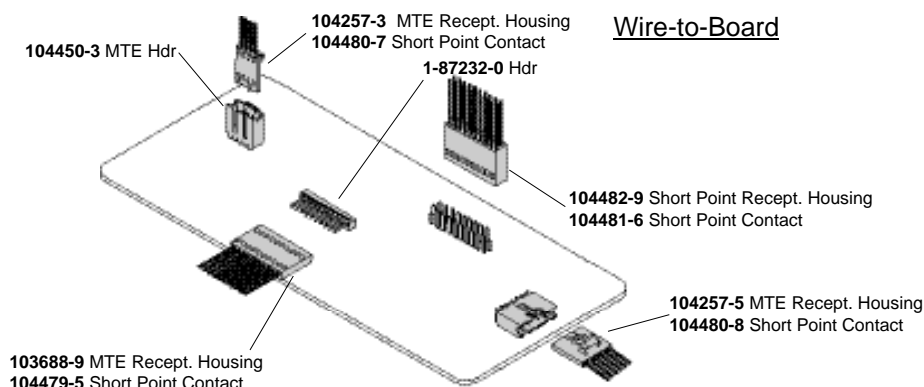 Wire-to-Board
104257-3 MTE Recept. Housing
104480-7 Short Point Contact
104450-3 MTE Hdr
1-87232-0 Hdr
104482-9 Short Point Recept. Housing
104481-6 Short Point Contact
104257-5 MTE Recept. Housing
104480-8 Short Point Contact
103688-9 MTE Recept. Housing
104479-5 Short Point Contact